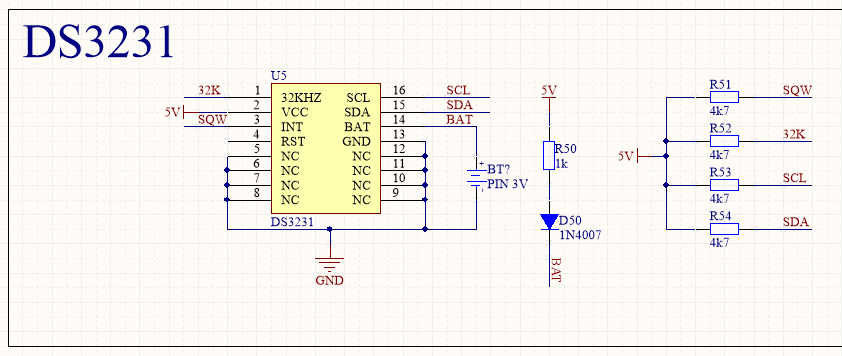 DS3231
U5
32K 1 32KHZ SCL 16 SCL
5V 2 VCC SDA 15 SDA
SQW 3 INT BAT 14 BAT
4 RST GND 13
5 NC NC 12
6 NC NC 11
7 NC NC 10
8 NC NC 9
DS3231
GND
+
BT?
PIN 3V
5V
R50
1k
D50
1N4007
BAT
5V
R51 SQW
4k7
R52 32K
4k7
R53 SCL
4k7
R54 SDA
4k7